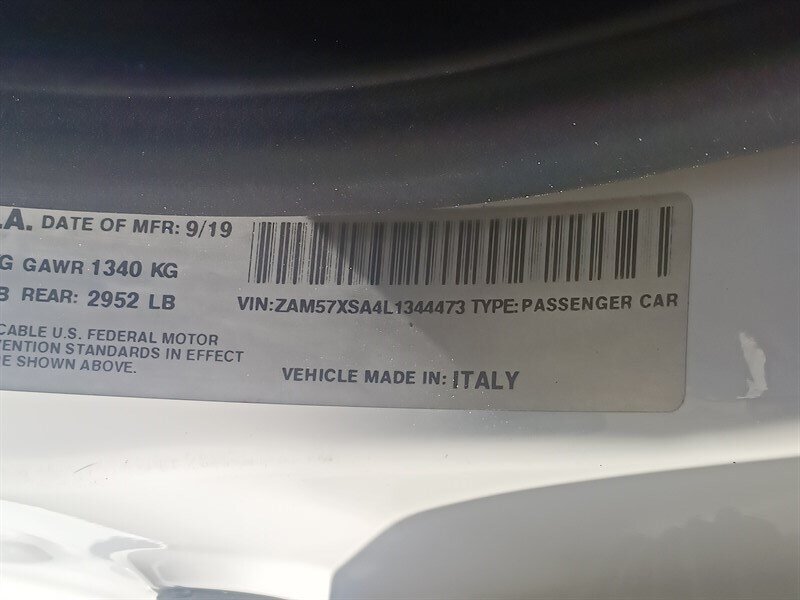 .A. DATE OF MFR: 9/19
G GAWR 1340 KG
B REAR: 2952 LB
VIN:ZAM57XSA4L1344473 TYPE:PASSENGER CAR
CABLE U.S. FEDERAL MOTOR
VENTION STANDARDS IN EFFECT
RE SHOWN ABOVE.
VEHICLE MADE IN: ITALY